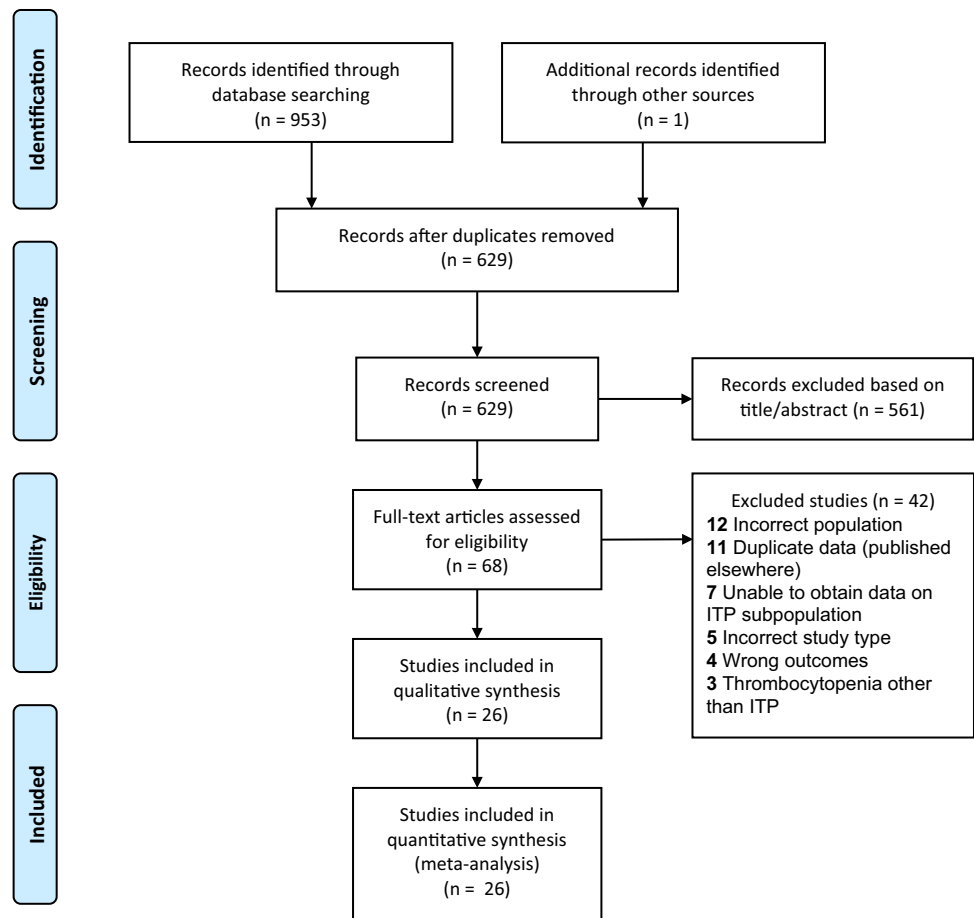 Identification
Records identified through
database searching
(n = 953)
Additional records identified
through other sources
(n = 1)
Records after duplicates removed
(n = 629)
Screening
Records screened
(n = 629)
Records excluded based on
title/abstract (n = 561)
Eligibility
Full-text articles assessed
for eligibility
(n = 68)
Excluded studies (n = 42)
12 Incorrect population
11 Duplicate data (published
elsewhere)
7 Unable to obtain data on
ITP subpopulation
5 Incorrect study type
4 Wrong outcomes
3 Thrombocytopenia other
than ITP
Studies included in
qualitative synthesis
(n = 26)
Included
Studies included in
quantitative synthesis
(meta-analysis)
(n = 26)